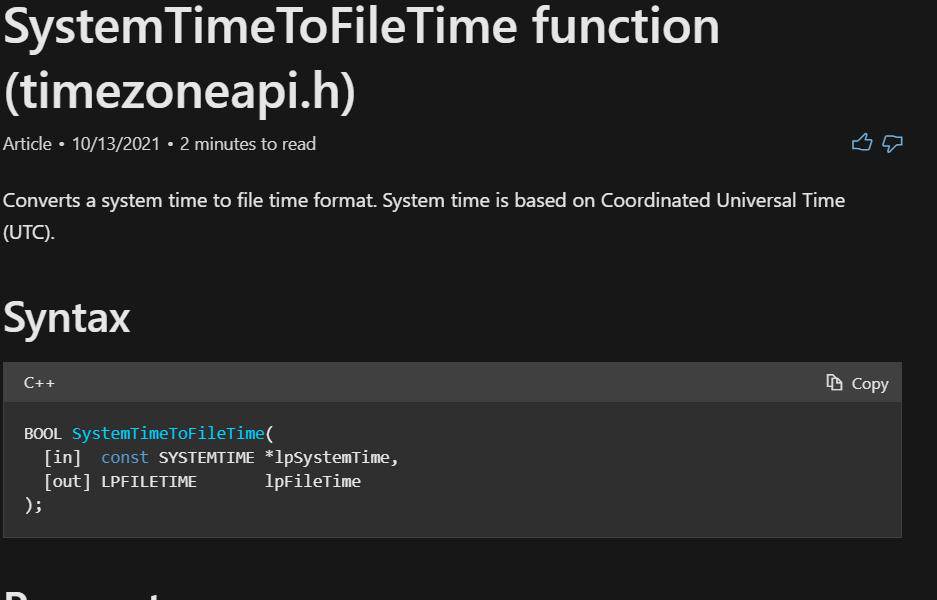 SystemTimeToFileTime function
(timezoneapi.h)
Article • 10/13/2021 • 2 minutes to read
Converts a system time to file time format. System time is based on Coordinated Universal Time
(UTC).
Syntax
C++ Copy
BOOL SystemTimeToFileTime(
  [in]  const SYSTEMTIME *lpSystemTime,
  [out] LPFILETIME       lpFileTime
);